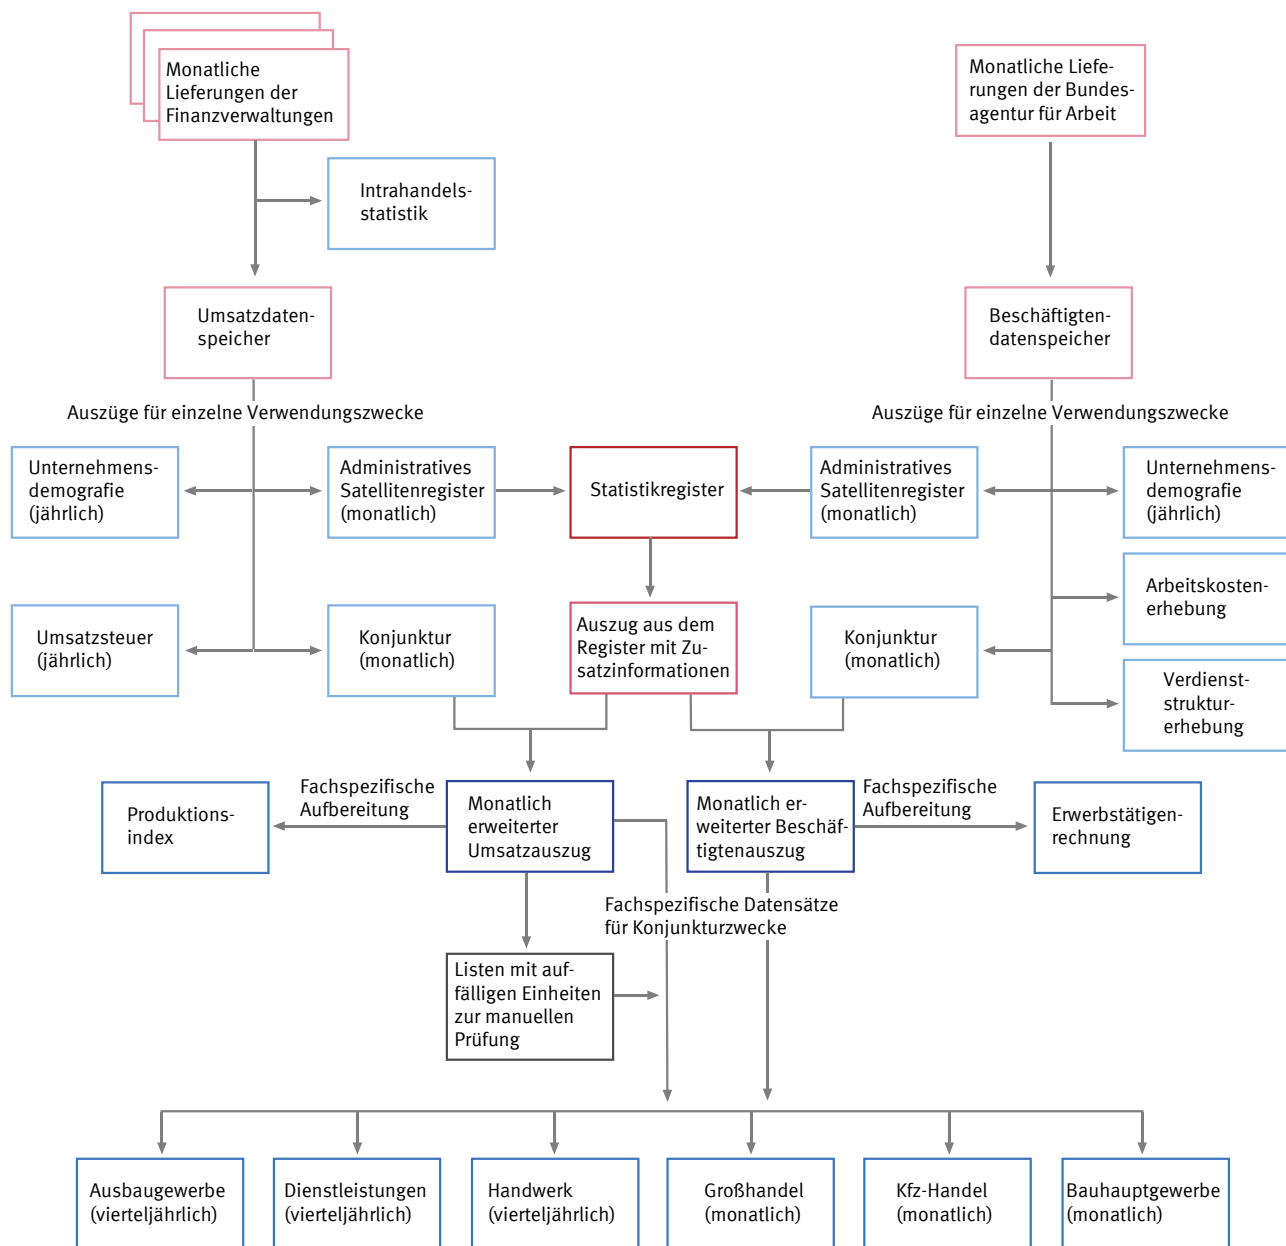 Monatliche
Lieferungen der
Finanzverwaltungen
Monatliche Liefe-
rungen der Bundes-
agentur für Arbeit
Intrahandels-
statistik
Umsatzdaten-
speicher
Beschäftigten-
datenspeicher
Auszüge für einzelne Verwendungszwecke
Auszüge für einzelne Verwendungszwecke
Unternehmens-
demografie
(jährlich)
Administratives
Satellitenregister
(monatlich)
Statistikregister
Administratives
Satellitenregister
(monatlich)
Unternehmens-
demografie
(jährlich)
Arbeitskosten-
erhebung
Umsatzsteuer
(jährlich)
Konjunktur
(monatlich)
Auszug aus dem
Register mit Zu-
satzinformationen
Konjunktur
(monatlich)
Verdienst-
struktur-
erhebung
Produktions-
index
Fachspezifische
Aufbereitung
Monatlich
erweiterter
Umsatzauszug
Monatlich er-
weiterter Beschäf-
tigtenauszug
Fachspezifische
Aufbereitung
Erwerbstätigen-
rechnung
Fachspezifische Datensätze
für Konjunkturzwecke
Listen mit auf-
fälligen Einheiten
zur manuellen
Prüfung
Ausbaugewerbe
(vierteljährlich)
Dienstleistungen
(vierteljährlich)
Handwerk
(vierteljährlich)
Großhandel
(monatlich)
Kfz-Handel
(monatlich)
Bauhauptgewerbe
(monatlich)